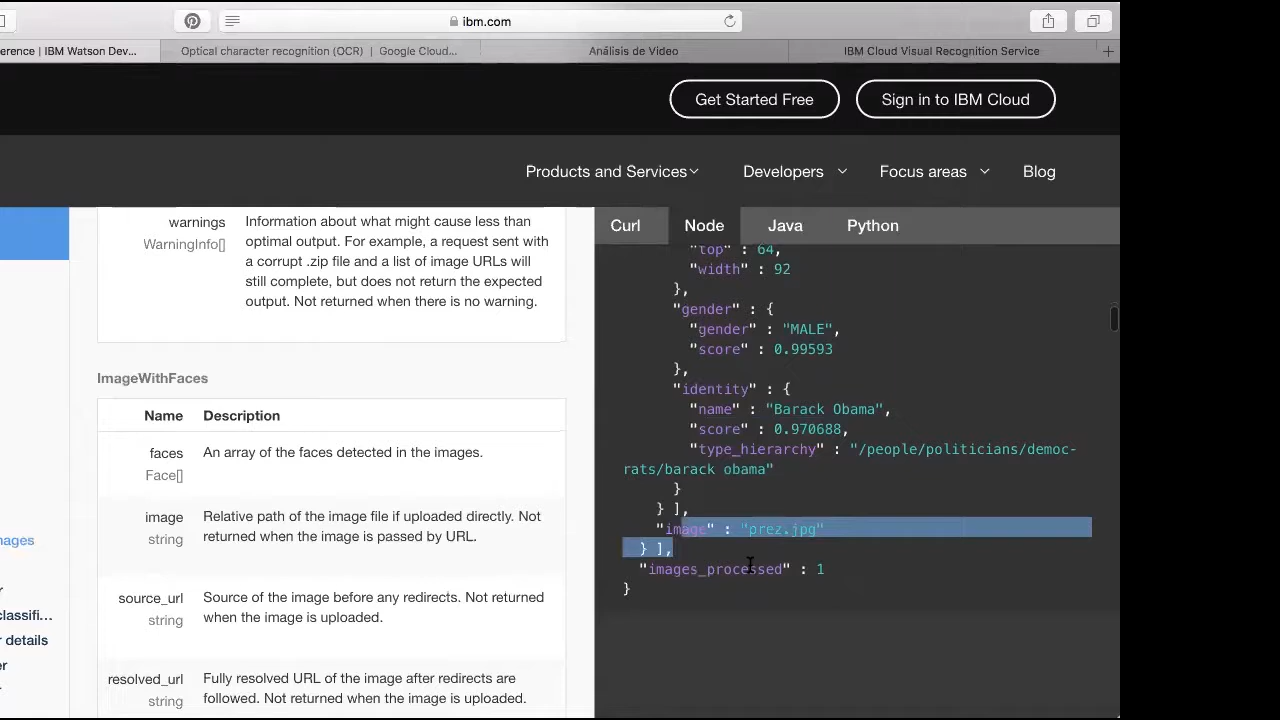 ibm.com
erence | IBM Watson Dev...
Optical character recognition (OCR) | Google Cloud...
Análisis de Video
IBM Cloud Visual Recognition Service
Get Started Free
Sign in to IBM Cloud
Products and Services
Developers
Focus areas
Blog
warnings
WarningInfo[]
Information about what might cause less than
optimal output. For example, a request sent with
a corrupt .zip file and a list of image URLs will
still complete, but does not return the expected
output. Not returned when there is no warning.
ImageWithFaces
Name
Description
faces
Face[]
An array of the faces detected in the images.
image
string
Relative path of the image file if uploaded directly. Not
returned when the image is passed by URL.
source_url
string
Source of the image before any redirects. Not returned
when the image is uploaded.
resolved_url
string
Fully resolved URL of the image after redirects are
followed. Not returned when the image is uploaded.
mages
r
classifi...
r details
er
Curl
Node
Java
Python
"top" : 64,
"width" : 92
},
"gender" : {
"gender" : "MALE",
"score" : 0.99593
},
"identity" : {
"name" : "Barack Obama",
"score" : 0.970688,
"type_hierarchy" : "/people/politicians/democ-
rats/barack obama"
}
} ],
"image" : "prez.jpg"
} ],
"images_processed" : 1
}